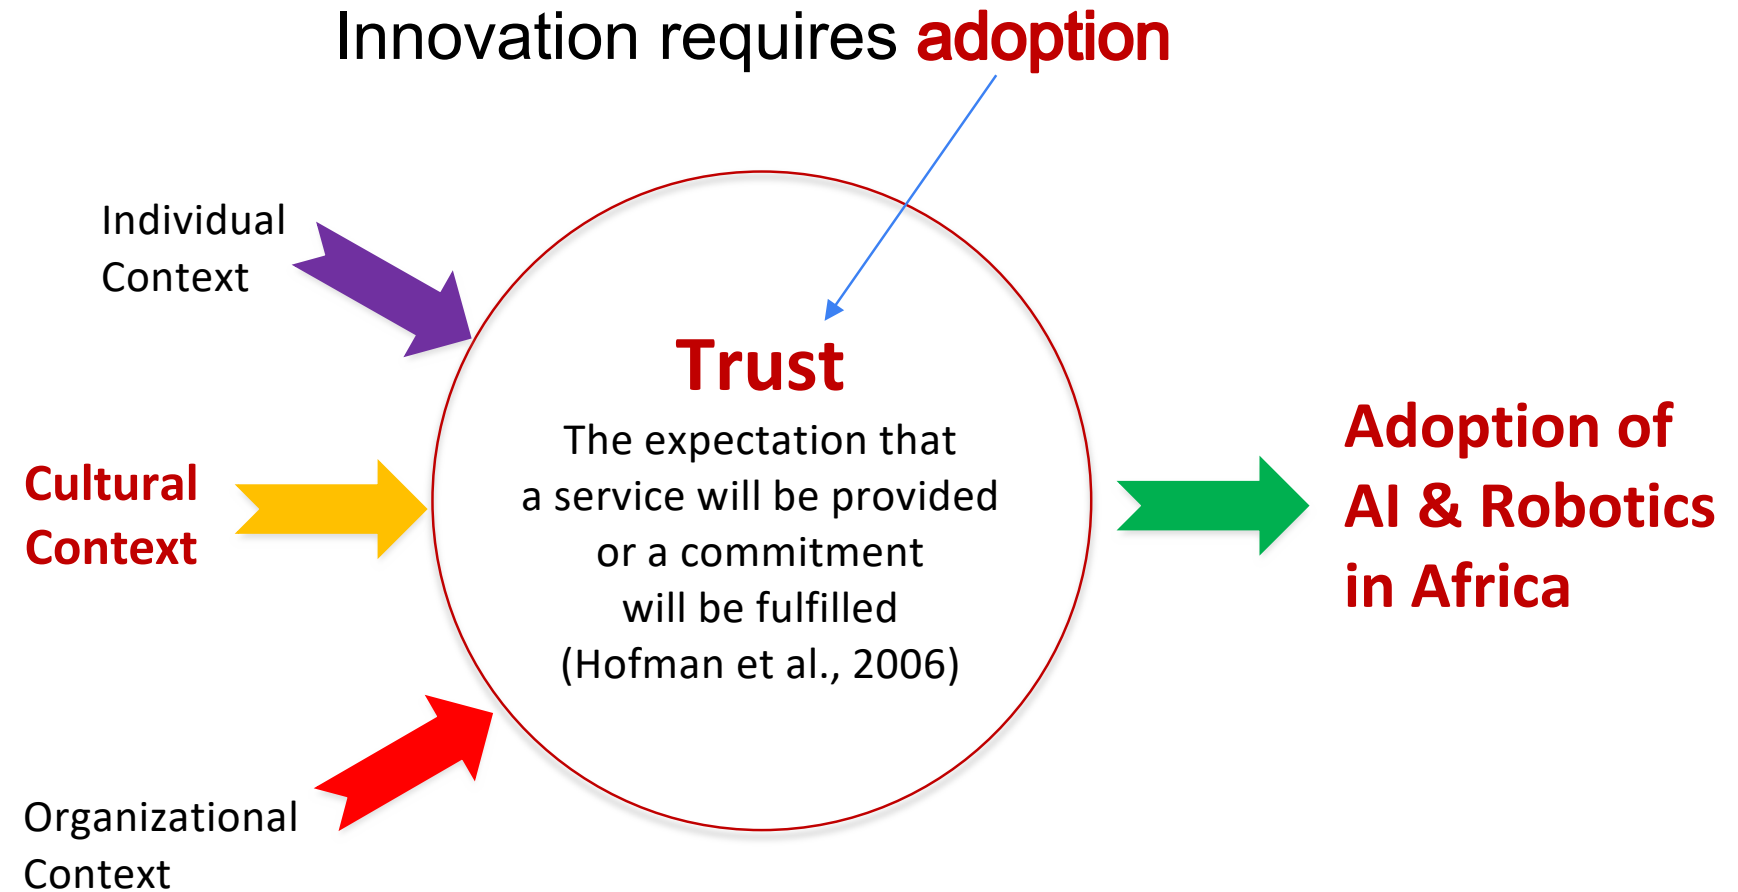 Innovation requires adoption
Individual
Context
Cultural
Context
Organizational
Context
Trust
The expectation that
a service will be provided
or a commitment
will be fulfilled
(Hofman et al., 2006)
Adoption of
AI & Robotics
in Africa